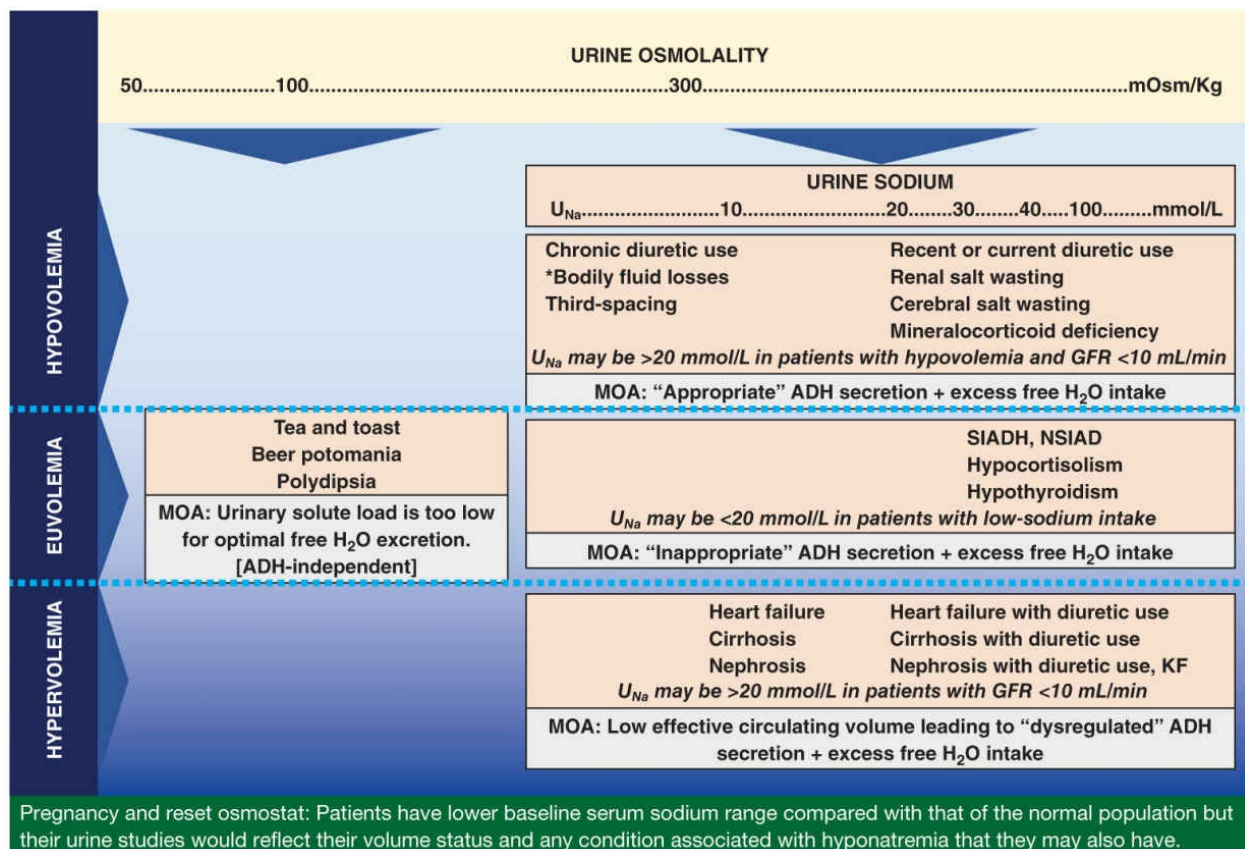 URINE OSMOLALITY
50.......................100......................................................300................................................................mOsm/Kg
HYPOVOLEMIA
URINE SODIUM
U_Na.........................10..........................20........30........40.....100.........mmol/L
Chronic diuretic use Recent or current diuretic use
*Bodily fluid losses Renal salt wasting
Third-spacing Cerebral salt wasting
Mineralocorticoid deficiency
U_Na may be >20 mmol/L in patients with hypovolemia and GFR <10 mL/min
MOA: “Appropriate” ADH secretion + excess free H₂O intake
EUVOLEMIA
Tea and toast
Beer potomania
Polydipsia
MOA: Urinary solute load is too low
for optimal free H₂O excretion.
[ADH-independent]
SIADH, NSIAD
Hypocortisolism
Hypothyroidism
U_Na may be <20 mmol/L in patients with low-sodium intake
MOA: “Inappropriate” ADH secretion + excess free H₂O intake
HYPERVOLEMIA
Heart failure Heart failure with diuretic use
Cirrhosis Cirrhosis with diuretic use
Nephrosis Nephrosis with diuretic use, KF
U_Na may be >20 mmol/L in patients with GFR <10 mL/min
MOA: Low effective circulating volume leading to “dysregulated” ADH
secretion + excess free H₂O intake
Pregnancy and reset osmostat: Patients have lower baseline serum sodium range compared with that of the normal population but
their urine studies would reflect their volume status and any condition associated with hyponatremia that they may also have.